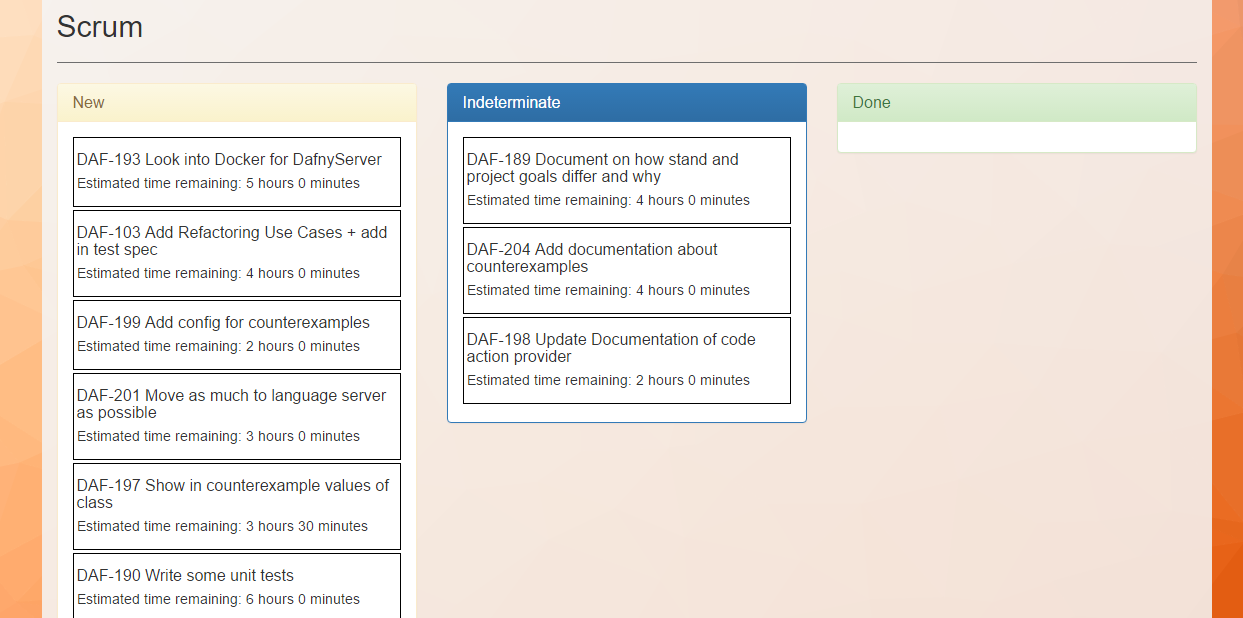 Scrum
New
DAF-193 Look into Docker for DafnyServer
Estimated time remaining: 5 hours 0 minutes
DAF-103 Add Refactoring Use Cases + add
in test spec
Estimated time remaining: 4 hours 0 minutes
DAF-199 Add config for counterexamples
Estimated time remaining: 2 hours 0 minutes
DAF-201 Move as much to language server
as possible
Estimated time remaining: 3 hours 0 minutes
DAF-197 Show in counterexample values of
class
Estimated time remaining: 3 hours 30 minutes
DAF-190 Write some unit tests
Estimated time remaining: 6 hours 0 minutes
Indeterminate
DAF-189 Document on how stand and
project goals differ and why
Estimated time remaining: 4 hours 0 minutes
DAF-204 Add documentation about
counterexamples
Estimated time remaining: 4 hours 0 minutes
DAF-198 Update Documentation of code
action provider
Estimated time remaining: 2 hours 0 minutes
Done